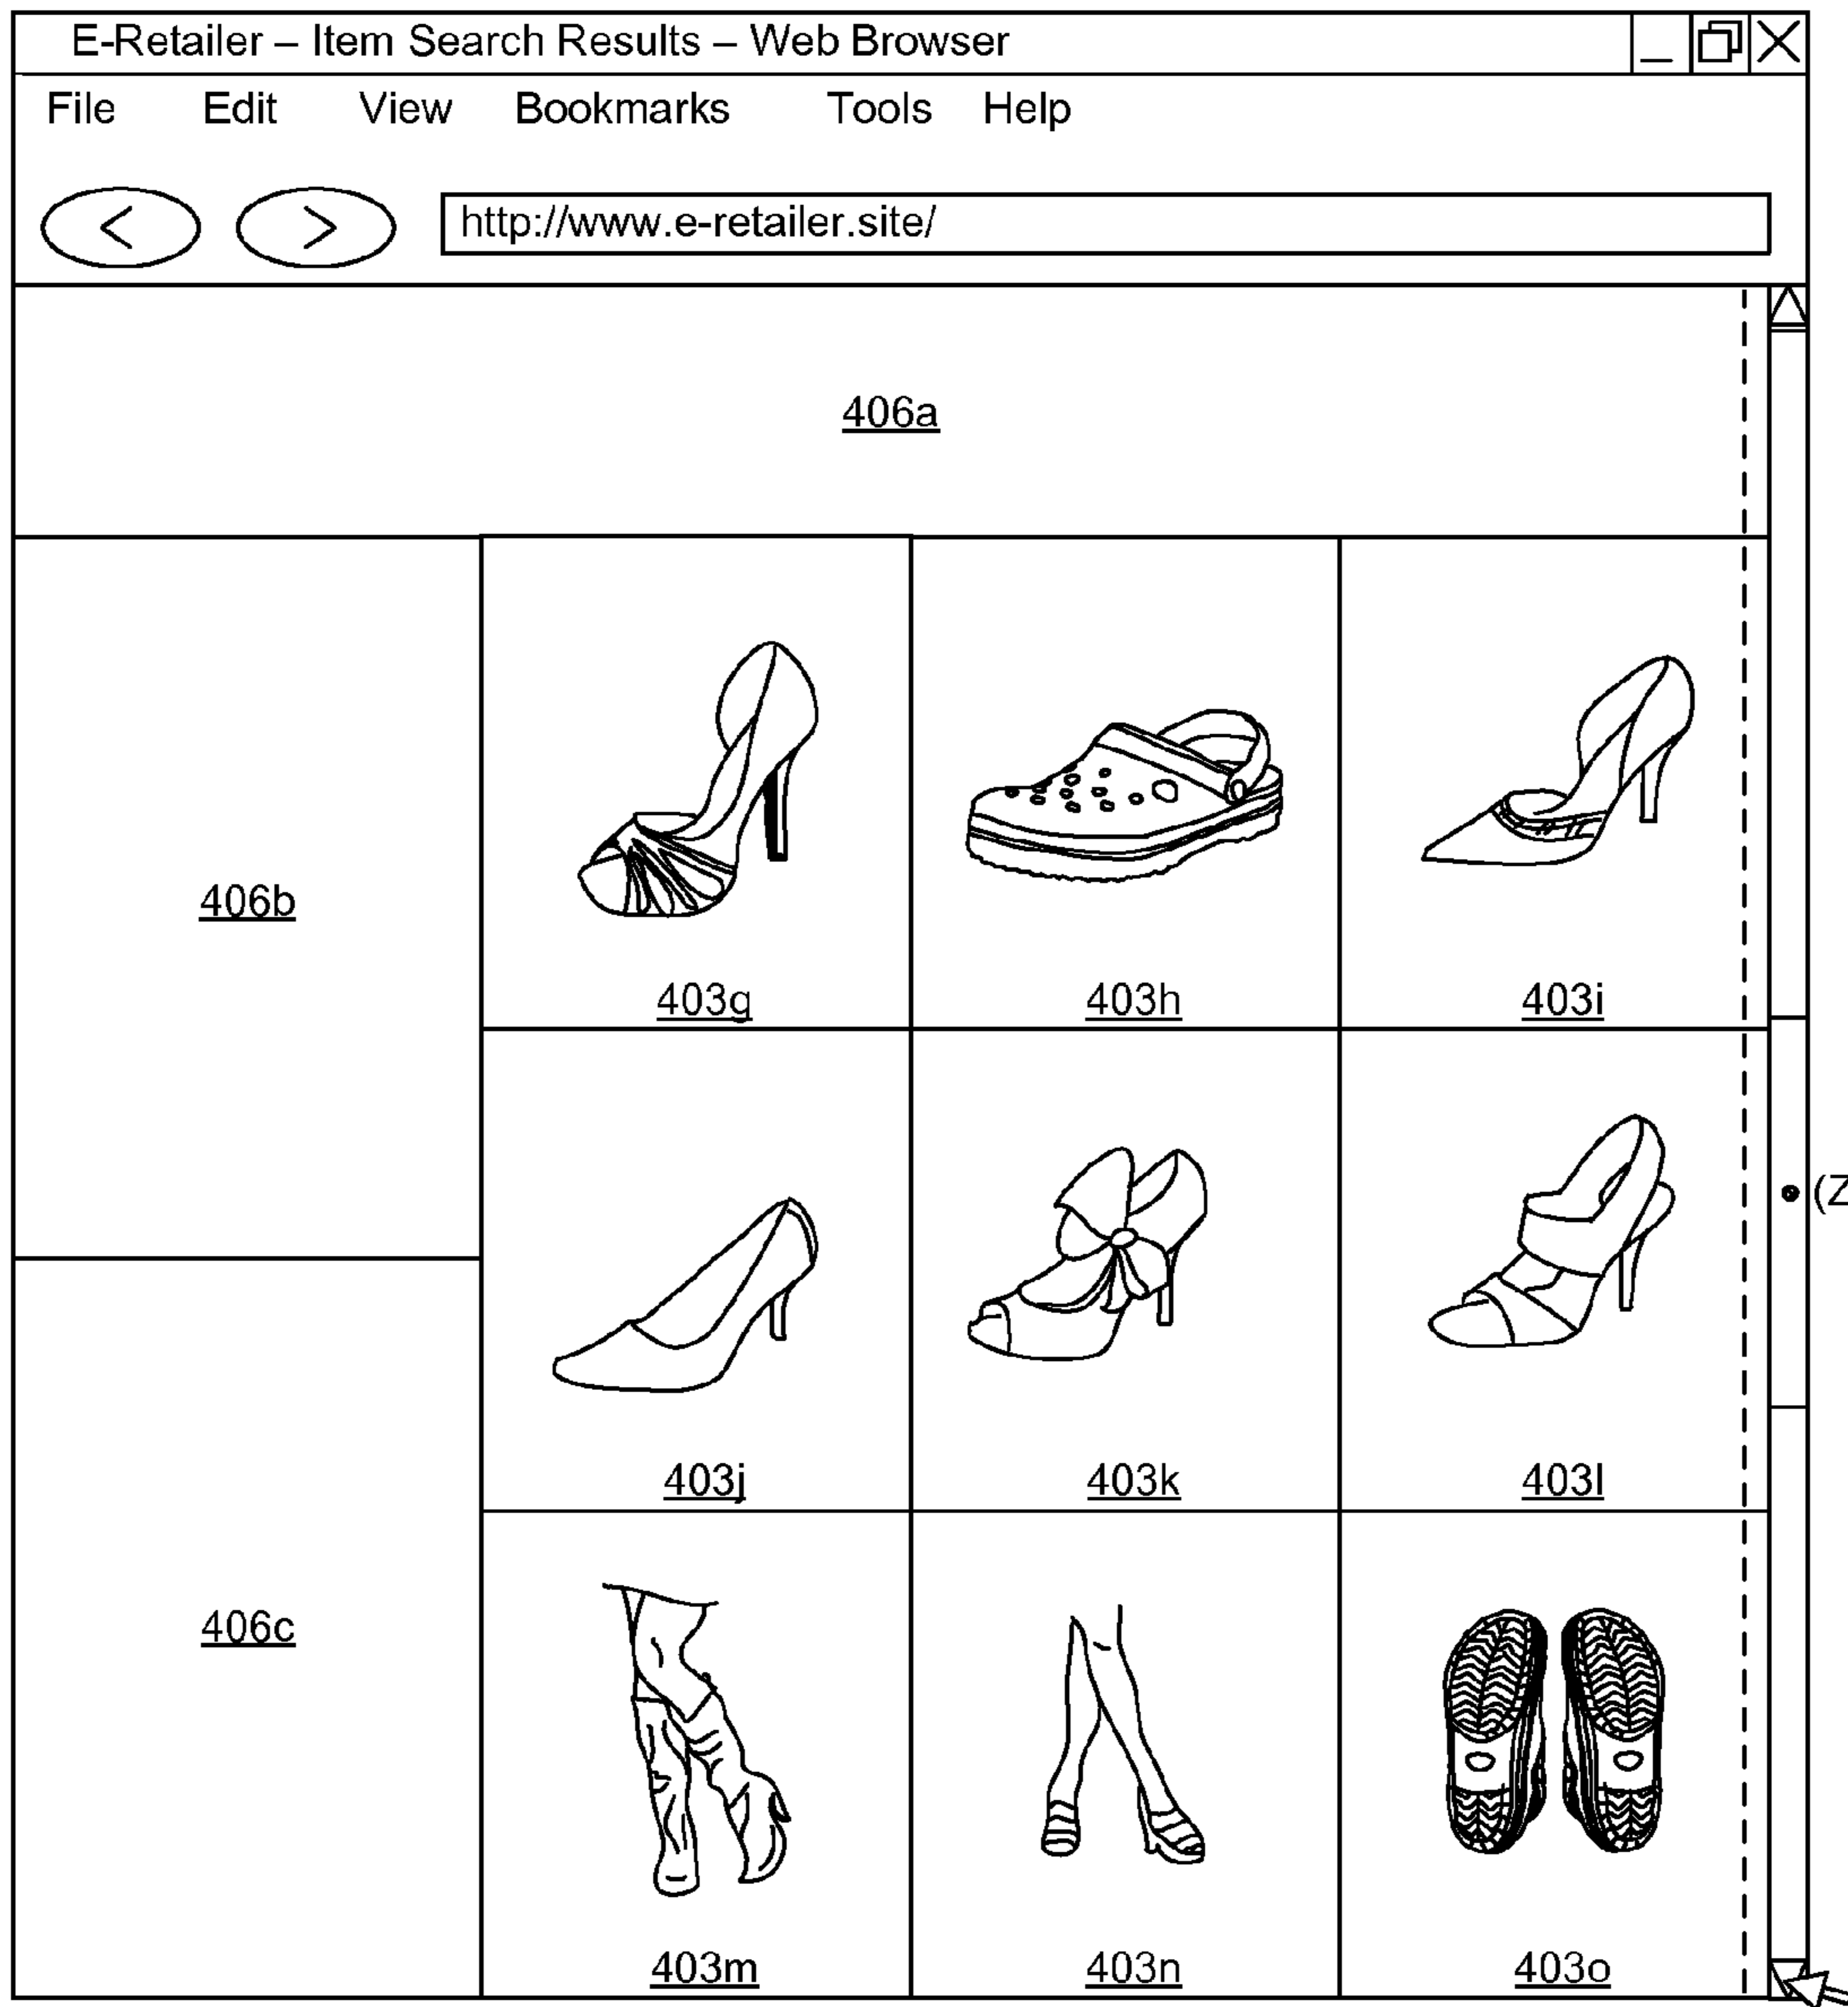 E-Retailer – Item Search Results – Web Browser
File Edit View Bookmarks Tools Help
< > http://www.e-retailer.site/
406a
406b
403g 403h 403i
(Z
403j 403k 403l
406c
403m 403n 403o